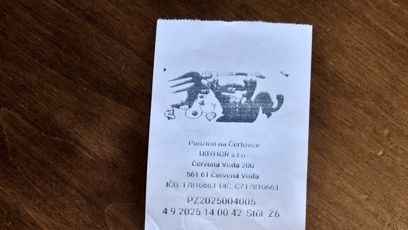 Penzion na Čertovce
UBYHOR s.r.o.
Červená Voda 200
561 61 Červená Voda
IČO: 17810663 DIČ: CZ17810663
PZ2025004005
4.9.2025 14:00:42 Stůl: Z6